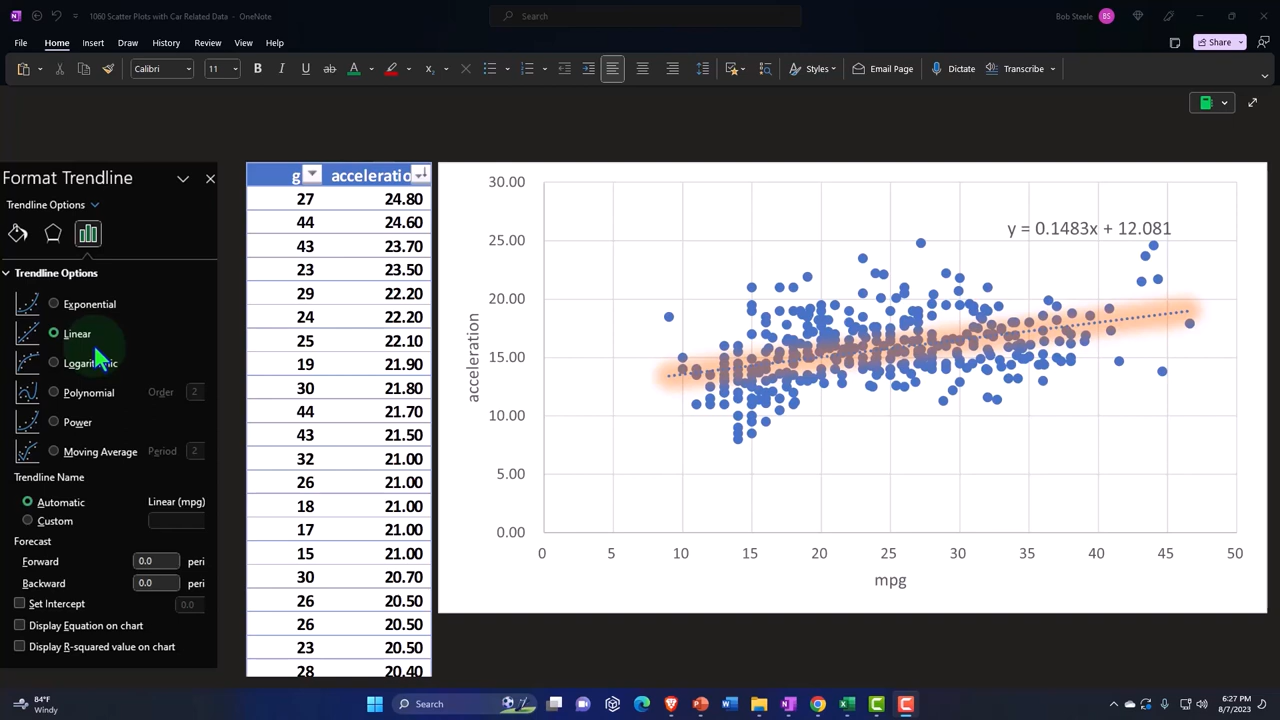 1060 Scatter Plots with Car Related Data - OneNote
Search
Bob Steele BS
File Home Insert Draw History Review View Help
Share
Calibri 11 B I U ab A x Styles Email Page Dictate Transcribe
Format Trendline
Trendline Options
Trendline Options
Exponential
Linear
Logarithmic
Polynomial Order 2
Power
Moving Average Period 2
Trendline Name
Automatic Linear (mpg)
Custom
Forecast
Forward 0.0 peri
Backward 0.0 peri
Set Intercept 0.0
Display Equation on chart
Display R-squared value on chart
g acceleratio
27 24.80
44 24.60
43 23.70
23 23.50
29 22.20
24 22.20
25 22.10
19 21.90
30 21.80
44 21.70
43 21.50
32 21.00
26 21.00
18 21.00
17 21.00
15 21.00
30 20.70
26 20.50
26 20.50
23 20.50
28 20.40
30.00
25.00
20.00
15.00
10.00
5.00
0.00
acceleration
y = 0.1483x + 12.081
0 5 10 15 20 25 30 35 40 45 50
mpg
84°F
Windy
Search
6:27 PM
8/7/2023